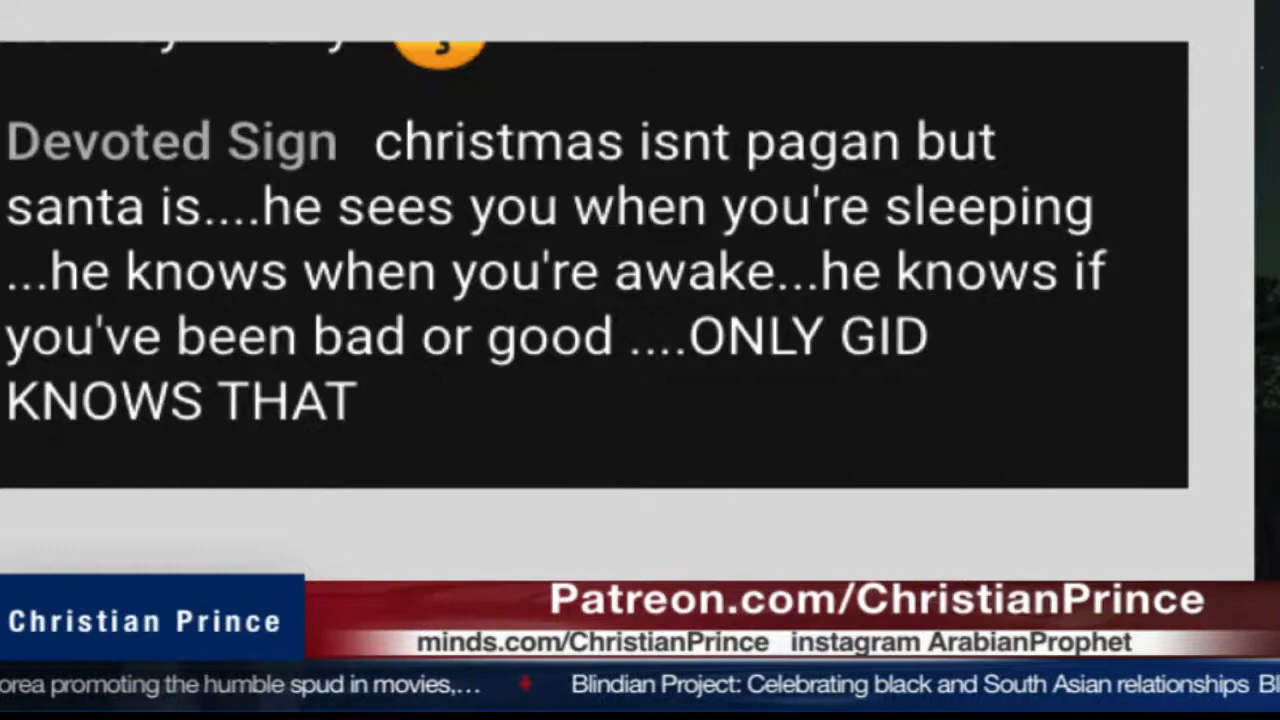 Devoted Sign christmas isnt pagan but
santa is....he sees you when you're sleeping
...he knows when you're awake...he knows if
you've been bad or good ....ONLY GID
KNOWS THAT
Christian Prince
Patreon.com/ChristianPrince
minds.com/ChristianPrince instagram ArabianProphet
orea promoting the humble spud in movies,... Blindian Project: Celebrating black and South Asian relationships Bl